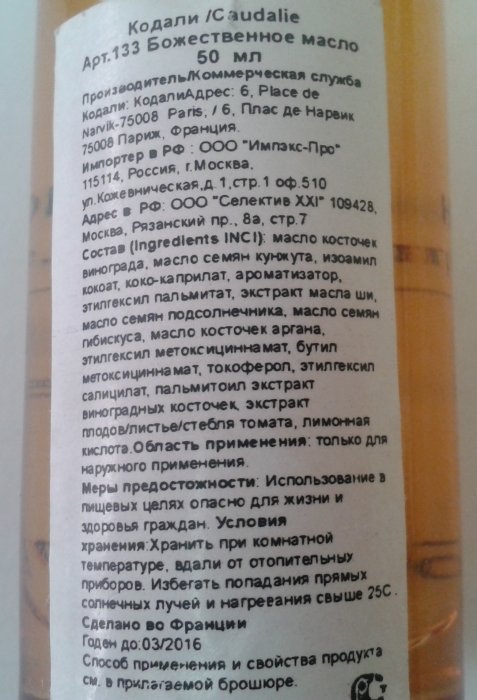 Кодали /Caudalie
Арт.133 Божественное масло
50 мл
Производитель/Коммерческая служба
Кодали: КодалиАдрес: 6, Place de
Narvik-75008 Paris, / 6, Плас де Нарвик
75008 Париж, Франция.
Импортер в РФ : ООО "Импэкс-Про"
115114, Россия, г.Москва,
ул.Кожевническая,д 1,стр.1 оф.510
Адрес в РФ: ООО "Селектив XXI" 109428,
Москва, Рязанский пр., 8а, стр.7
Состав (Ingredients INCI): масло косточек
винограда, масло семян кунжута, изоамил
кокоат, коко-каприлат, ароматизатор,
этилгексил пальмитат, экстракт масла ши,
масло семян подсолнечника, масло семян
гибискуса, масло косточек аргана,
этилгексил метоксициннамат, бутил
метоксициннамат, токоферол, этилгексил
салицилат, пальмитоил экстракт
виноградных косточек, экстракт
плодов/листье/стебля томата, лимонная
кислота.Область применения: только для
наружного применения.
Меры предостожности: Использование в
пищевых целях опасно для жизни и
здоровья граждан. Условия
хранения:Хранить при комнатной
температуре, вдали от отопительных
приборов. Избегать попадания прямых
солнечных лучей и нагревания свыше 25С.
Сделано во Франции
Годен до:03/2016
Способ применения и свойства продукта
см. в прилагаемой брошюре.